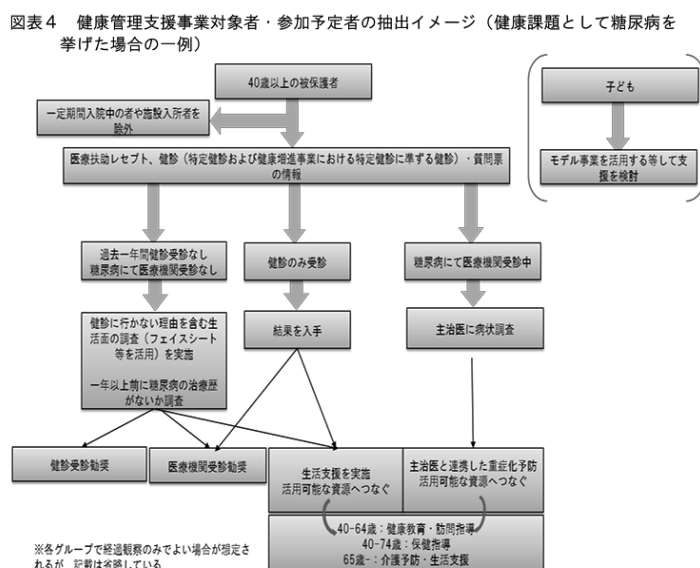 図表４　健康管理支援事業対象者・参加予定者の抽出イメージ（健康課題として糖尿病を
挙げた場合の一例）
40歳以上の被保護者
一定期間入院中の者や施設入所者を
除外
子ども
モデル事業を活用する等して支
援を検討
医療扶助レセプト、健診（特定健診および健康増進事業における特定健診に準ずる健診）・質問票
の情報
過去一年間健診受診なし
糖尿病にて医療機関受診なし
健診のみ受診
糖尿病にて医療機関受診中
健診に行かない理由を含む生
活面の調査（フェイスシート
等を活用）を実施
一年以上前に糖尿病の治療歴
がないか調査
結果を入手
主治医に病状調査
健診受診勧奨
医療機関受診勧奨
生活支援を実施
活用可能な資源へつなぐ
主治医と連携した重症化予防
活用可能な資源へつなぐ
40-64歳：健康教育・訪問指導
40-74歳：保健指導
65歳-：介護予防・生活支援
※各グループで経過観察のみでよい場合が想定さ
れるが、記載は省略している